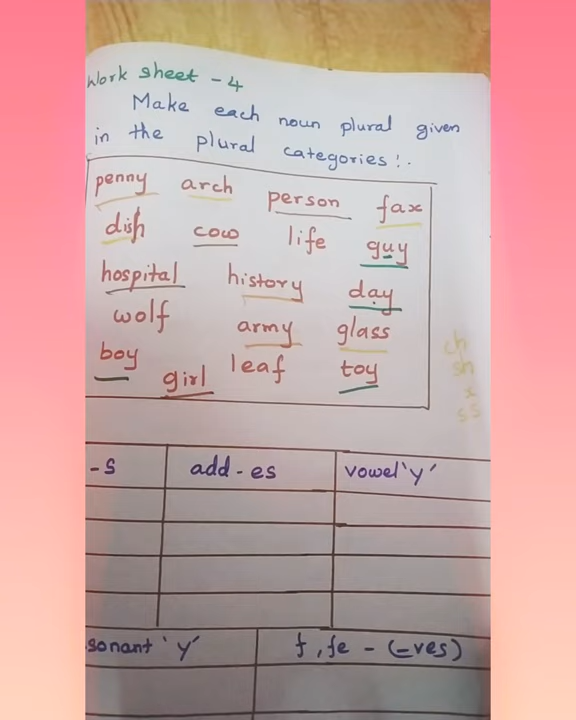 Work sheet - 4
Make each noun plural given
in the plural categories!.
penny arch person fax
dish cow life guy
hospital history day
wolf army glass
boy girl leaf toy
ch
sh
x
ss
-s add-es vowel 'y'
sonant 'y' f, fe - (-ves)